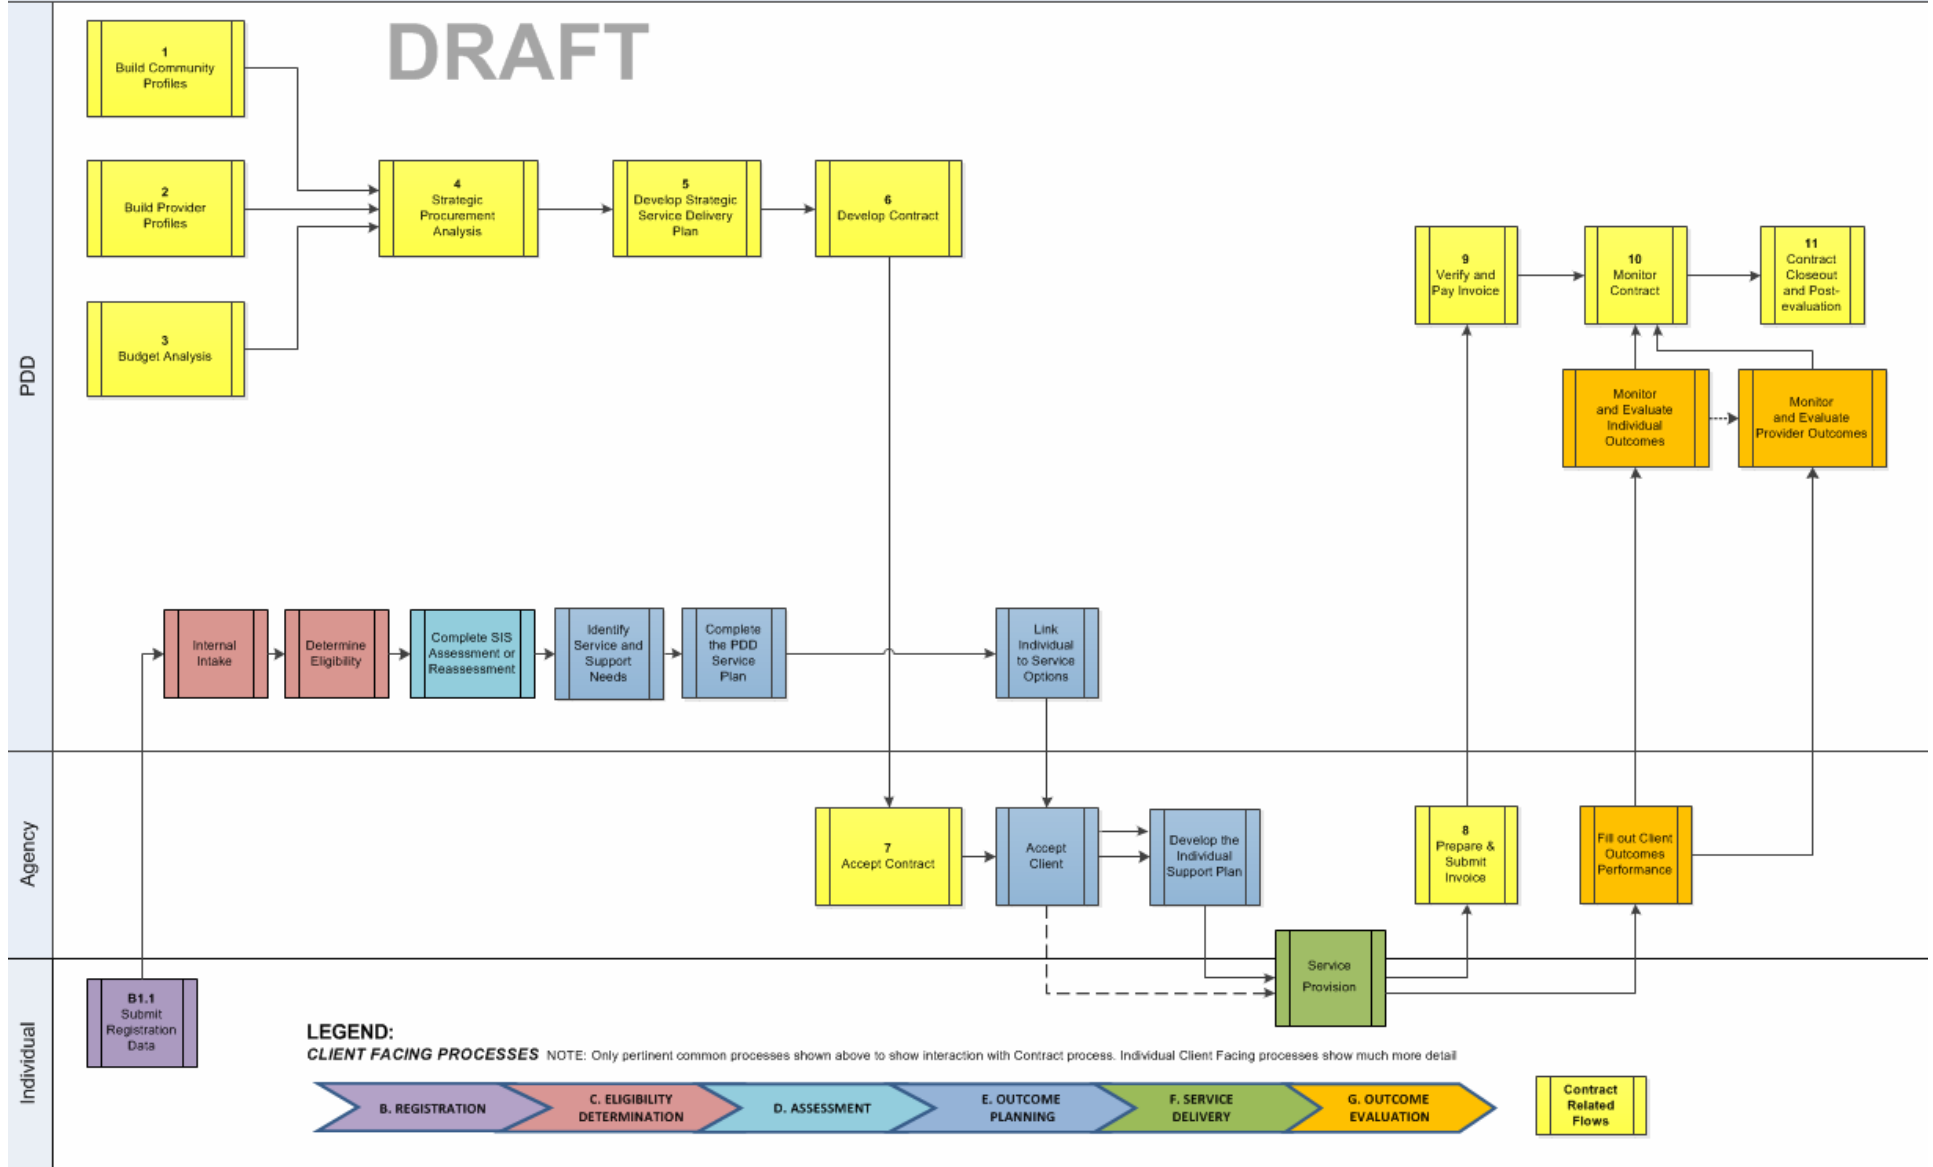 DRAFT
PDD
1
Build Community
Profiles
2
Build Provider
Profiles
3
Budget Analysis
4
Strategic
Procurement
Analysis
5
Develop Strategic
Service Delivery
Plan
6
Develop Contract
9
Verify and
Pay Invoice
10
Monitor
Contract
11
Contract
Closeout
and Post-
evaluation
Monitor
and Evaluate
Individual
Outcomes
Monitor
and Evaluate
Provider Outcomes
Internal
Intake
Determine
Eligibility
Complete SIS
Assessment or
Reassessment
Identify
Service and
Support
Needs
Complete
the PDD
Service
Plan
Link
Individual
to Service
Options
Agency
7
Accept Contract
Accept
Client
Develop the
Individual
Support Plan
8
Prepare &
Submit
Invoice
Fill out Client
Outcomes
Performance
Service
Provision
Individual
B1.1
Submit
Registration
Data
LEGEND:
CLIENT FACING PROCESSES NOTE: Only pertinent common processes shown above to show interaction with Contract process. Individual Client Facing processes show much more detail
B. REGISTRATION
C. ELIGIBILITY
DETERMINATION
D. ASSESSMENT
E. OUTCOME
PLANNING
F. SERVICE
DELIVERY
G. OUTCOME
EVALUATION
Contract
Related
Flows